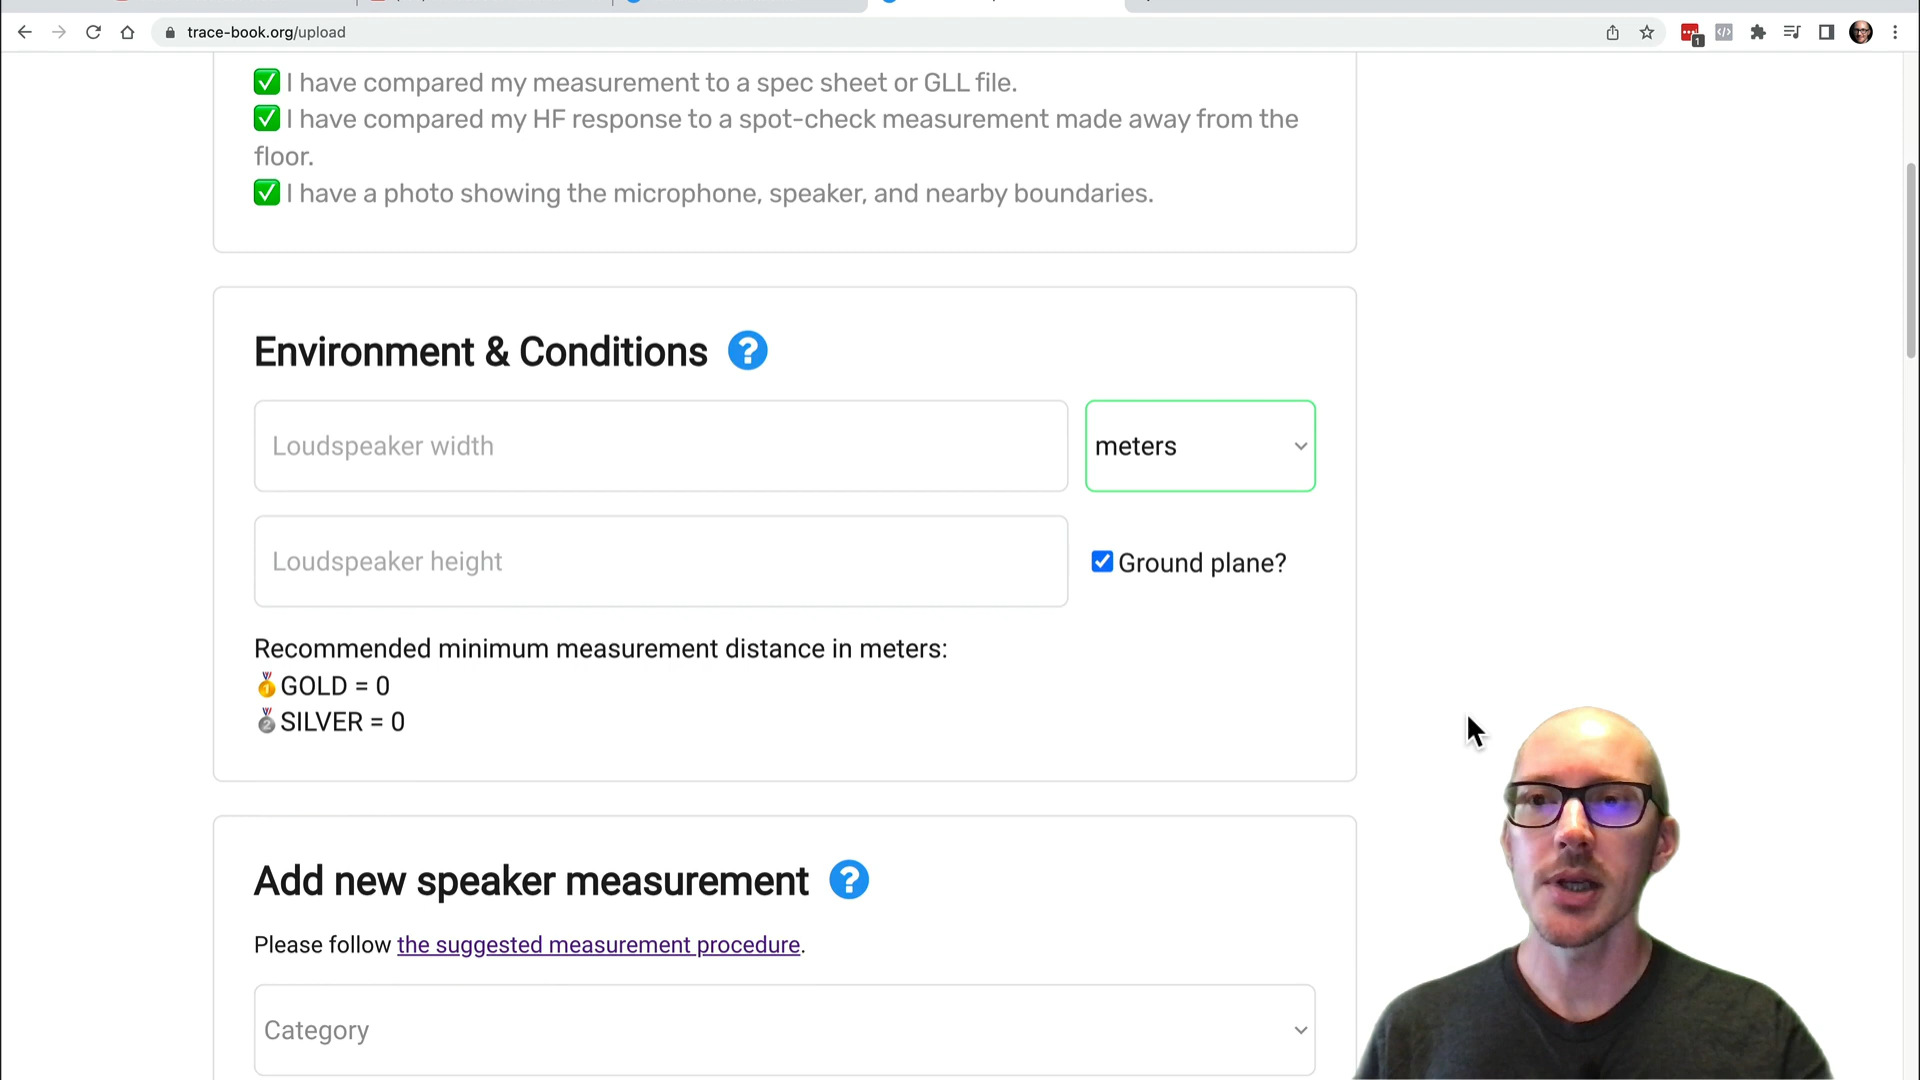 trace-book.org/upload
1
✅ I have compared my measurement to a spec sheet or GLL file.
✅ I have compared my HF response to a spot-check measurement made away from the
floor.
✅ I have a photo showing the microphone, speaker, and nearby boundaries.
Environment & Conditions ?
Loudspeaker width
meters
Loudspeaker height
Ground plane?
Recommended minimum measurement distance in meters:
🥇GOLD = 0
🥈SILVER = 0
Add new speaker measurement ?
Please follow the suggested measurement procedure.
Category